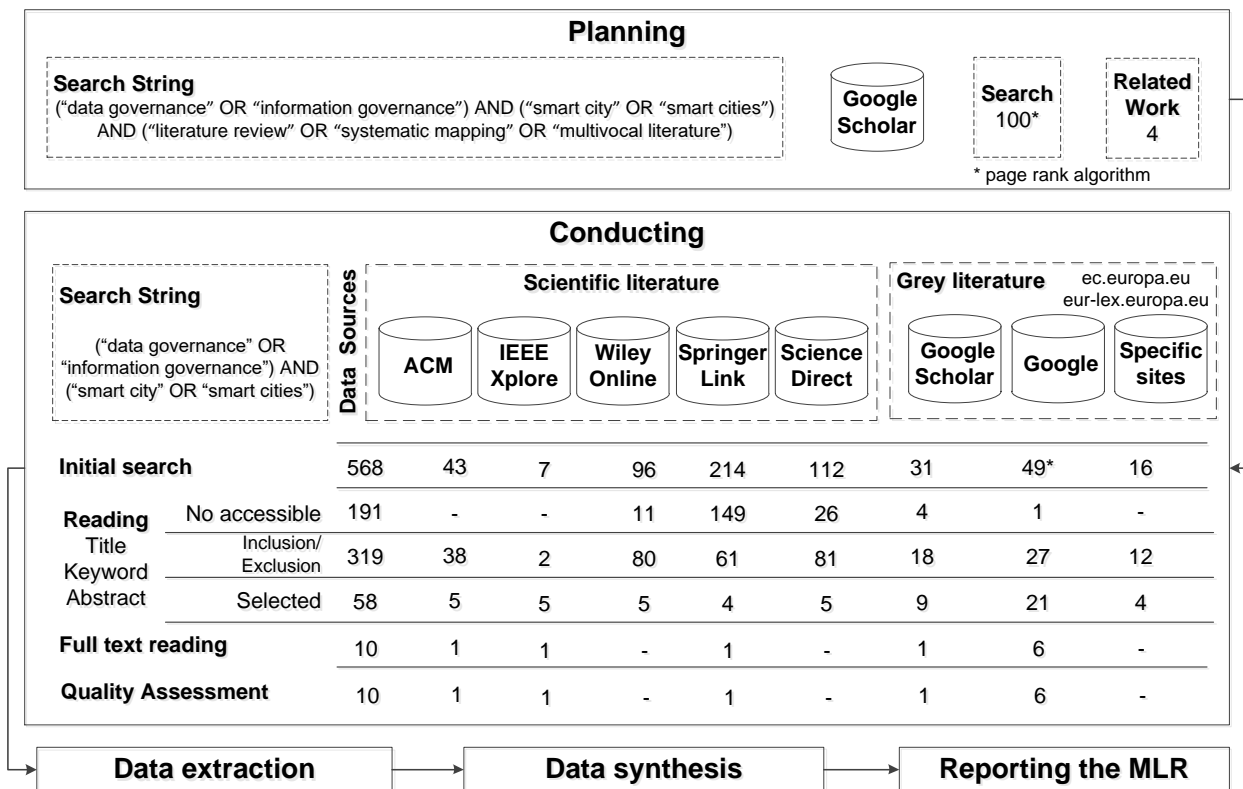 Planning
Search String
(“data governance” OR “information governance”) AND (“smart city” OR “smart cities”)
AND (“literature review” OR “systematic mapping” OR “multivocal literature”)
Google
Scholar
Search
100*
Related
Work
4
* page rank algorithm
Conducting
Search String
(“data governance” OR
“information governance”) AND
(“smart city” OR “smart cities”)
Data Sources
Scientific literature
ACM
IEEE
Xplore
Wiley
Online
Springer
Link
Science
Direct
Grey literature
ec.europa.eu
eur-lex.europa.eu
Google
Scholar
Google
Specific
sites
Initial search 568 43 7 96 214 112 31 49* 16
Reading
Title
Keyword
Abstract
No accessible 191 - - 11 149 26 4 1 -
Inclusion/
Exclusion 319 38 2 80 61 81 18 27 12
Selected 58 5 5 5 4 5 9 21 4
Full text reading 10 1 1 - 1 - 1 6 -
Quality Assessment 10 1 1 - 1 - 1 6 -
Data extraction
Data synthesis
Reporting the MLR